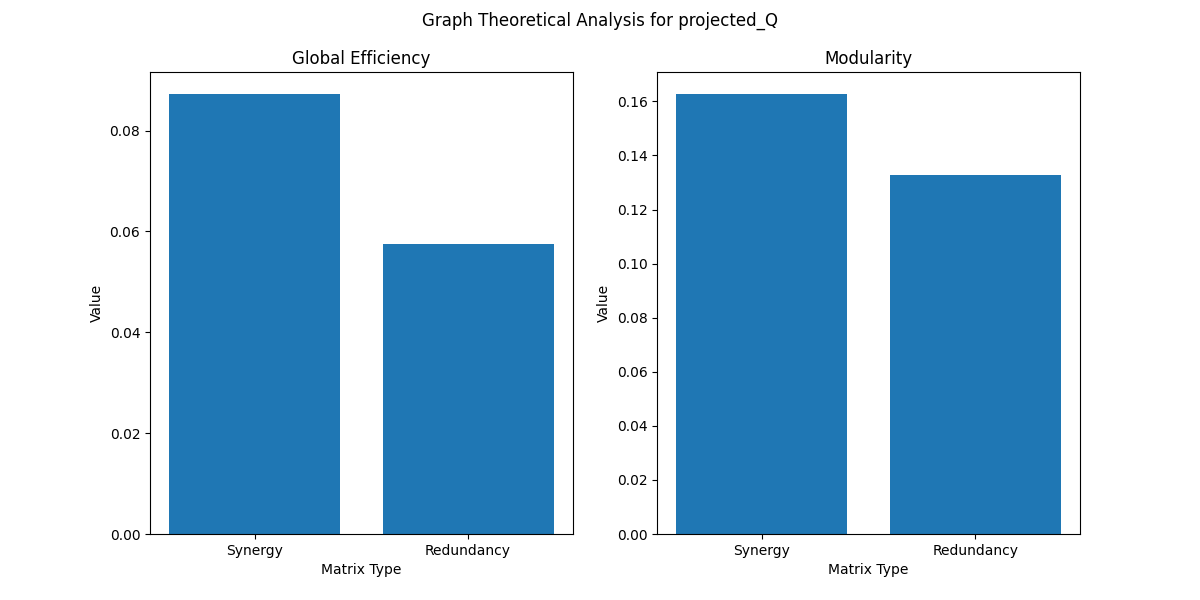 Graph Theoretical Analysis for projected_Q
Global Efficiency
Value
0.08
0.06
0.04
0.02
0.00
Synergy
Redundancy
Matrix Type
Modularity
Value
0.16
0.14
0.12
0.10
0.08
0.06
0.04
0.02
0.00
Synergy
Redundancy
Matrix Type